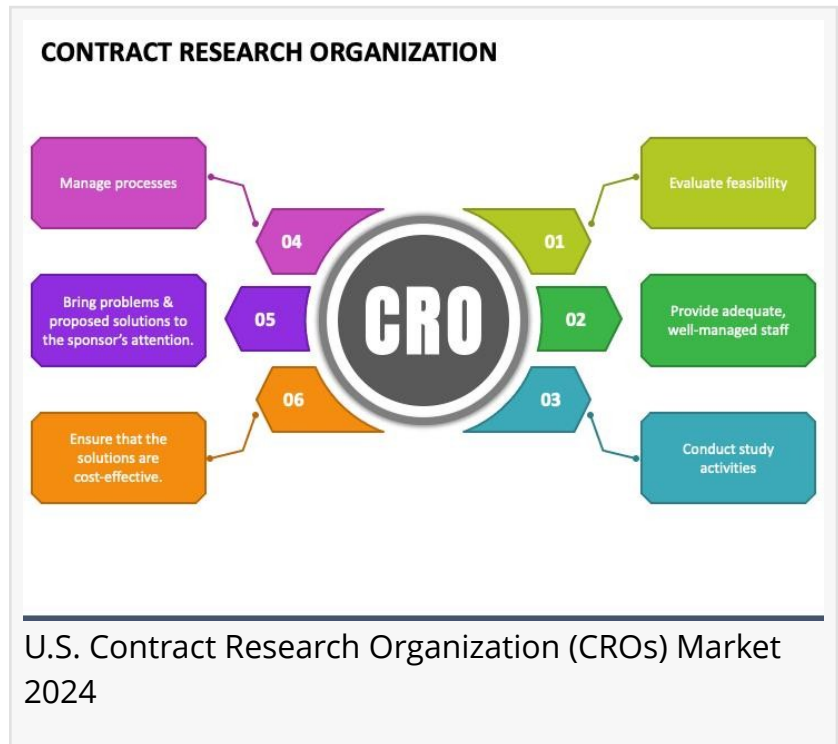 CONTRACT RESEARCH ORGANIZATION
Manage processes
04
01
Evaluate feasibility
Bring problems &
proposed solutions to
the sponsor's attention.
05
CRO
02
Provide adequate,
well-managed staff
06
03
Ensure that the
solutions are
cost-effective.
Conduct study
activities
U.S. Contract Research Organization (CROs) Market
2024